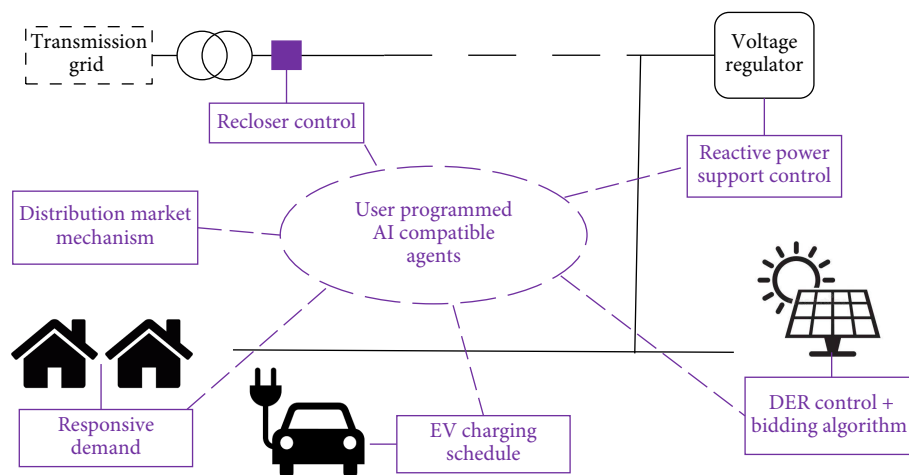 Transmission
grid
Voltage
regulator
Recloser control
Reactive power
support control
Distribution market
mechanism
User programmed
AI compatible
agents
Responsive
demand
EV charging
schedule
DER control +
bidding algorithm